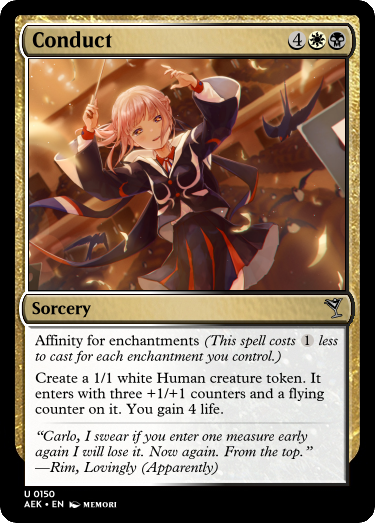 Conduct 4
Sorcery
Affinity for enchantments (This spell costs 1 less
to cast for each enchantment you control.)
Create a 1/1 white Human creature token. It
enters with three +1/+1 counters and a flying
counter on it. You gain 4 life.
“Carlo, I swear if you enter one measure early
again I will lose it. Now again. From the top.”
—Rim, Lovingly (Apparently)
U 0150
AEK • EN MEMORI